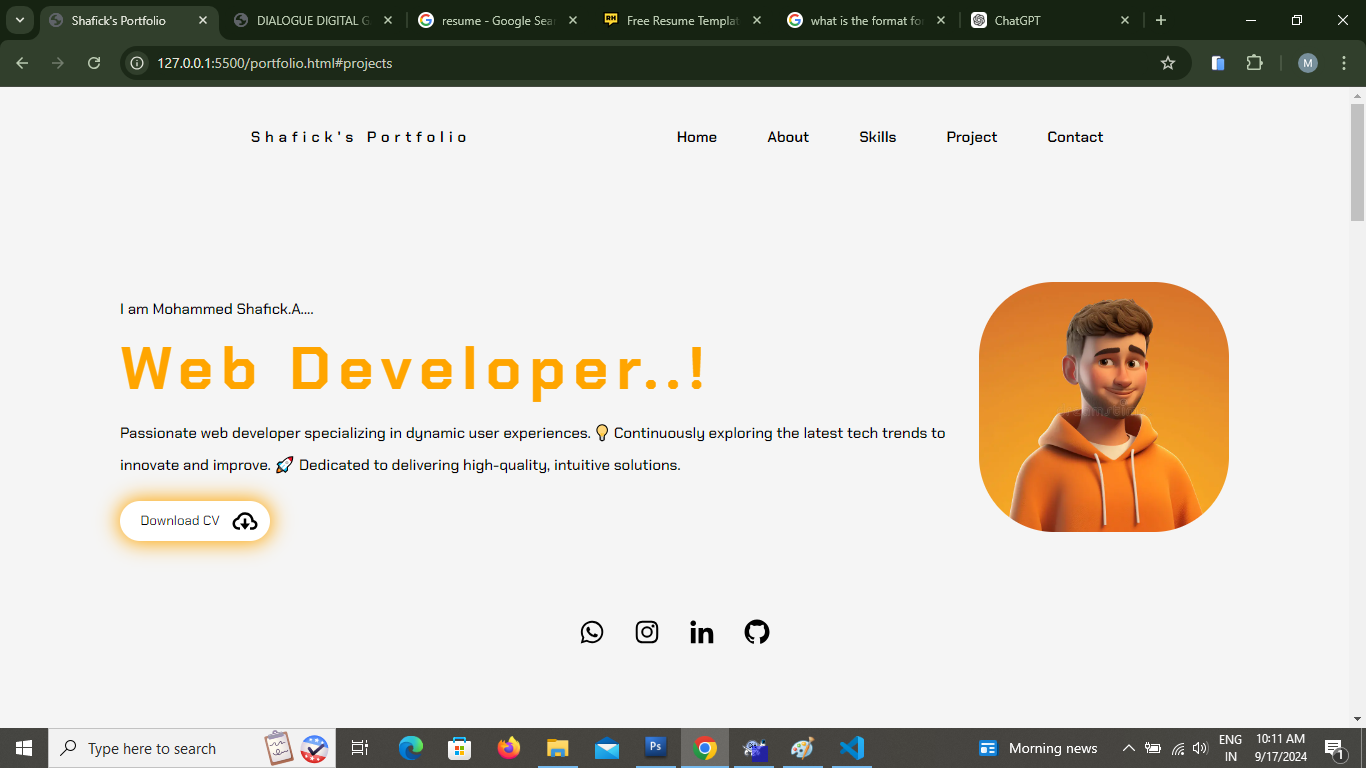 Shafick's Portfolio
DIALOGUE DIGITAL G
resume - Google Sear
Free Resume Templat
what is the format fo
ChatGPT
127.0.0.1:5500/portfolio.html#projects
M
Shafick's Portfolio
Home About Skills Project Contact
I am Mohammed Shafick.A....
Web Developer..!
Passionate web developer specializing in dynamic user experiences. 💡 Continuously exploring the latest tech trends to
innovate and improve. 🚀 Dedicated to delivering high-quality, intuitive solutions.
Download CV
Type here to search
Ps
Morning news
ENG
IN
10:11 AM
9/17/2024
1